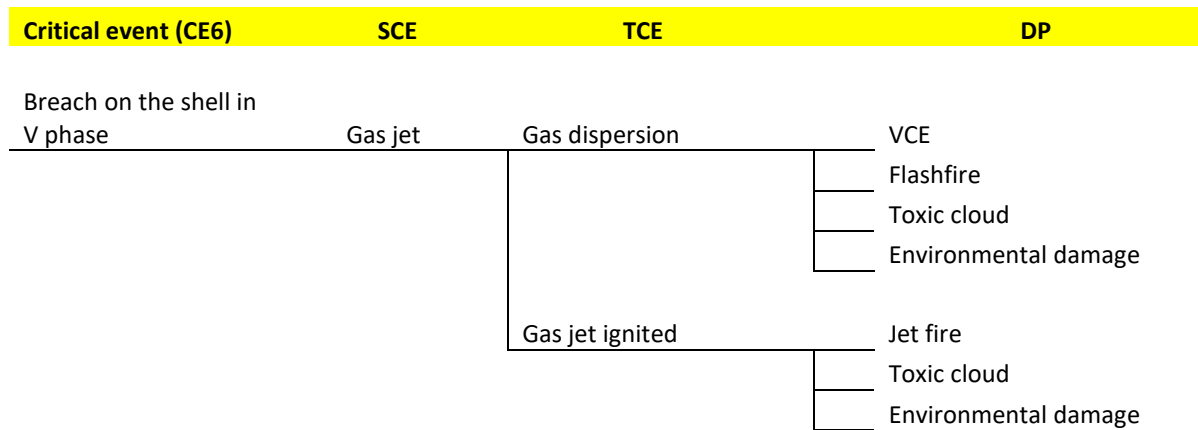 Critical event (CE6) SCE TCE DP
Breach on the shell in
V phase Gas jet Gas dispersion VCE
Flashfire
Toxic cloud
Environmental damage
Gas jet ignited Jet fire
Toxic cloud
Environmental damage